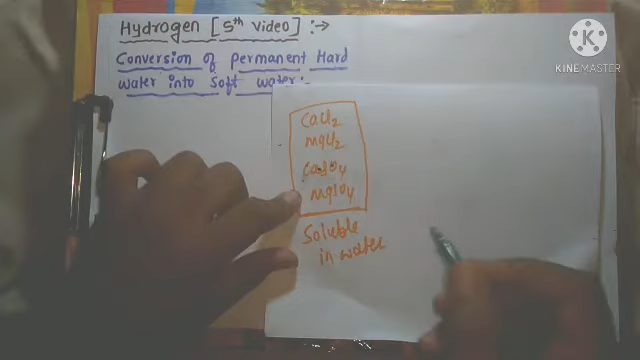 Hydrogen [5th video] :→
Conversion of permanent Hard
water into Soft water:-
CaCl2
MgCl2
CaSO4
MgSO4
Soluble
in water
KINEMASTER